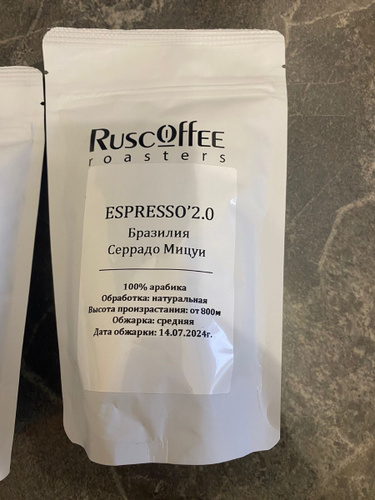 RUSCOFFEE
roasters
ESPRESSO'2.0
Бразилия
Серрадо Мицуи
100% арабика
Обработка: натуральная
Высота произрастания: от 800м
Обжарка: средняя
Дата обжарки: 14.07.2024г.